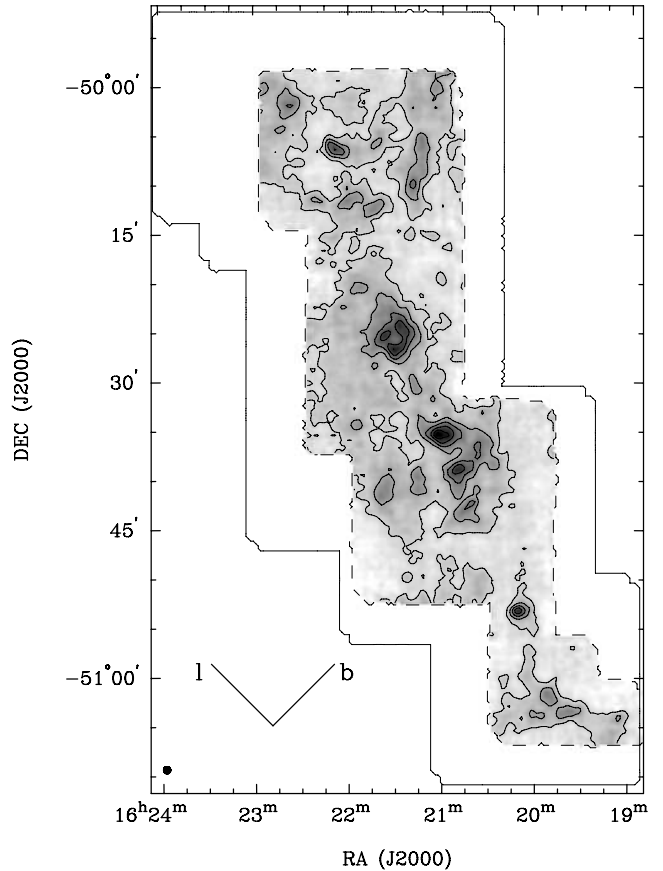 −50°00′
15′
30′
45′
−51°00′
DEC (J2000)
l b
16ʰ24ᵐ 23ᵐ 22ᵐ 21ᵐ 20ᵐ 19ᵐ
RA (J2000)